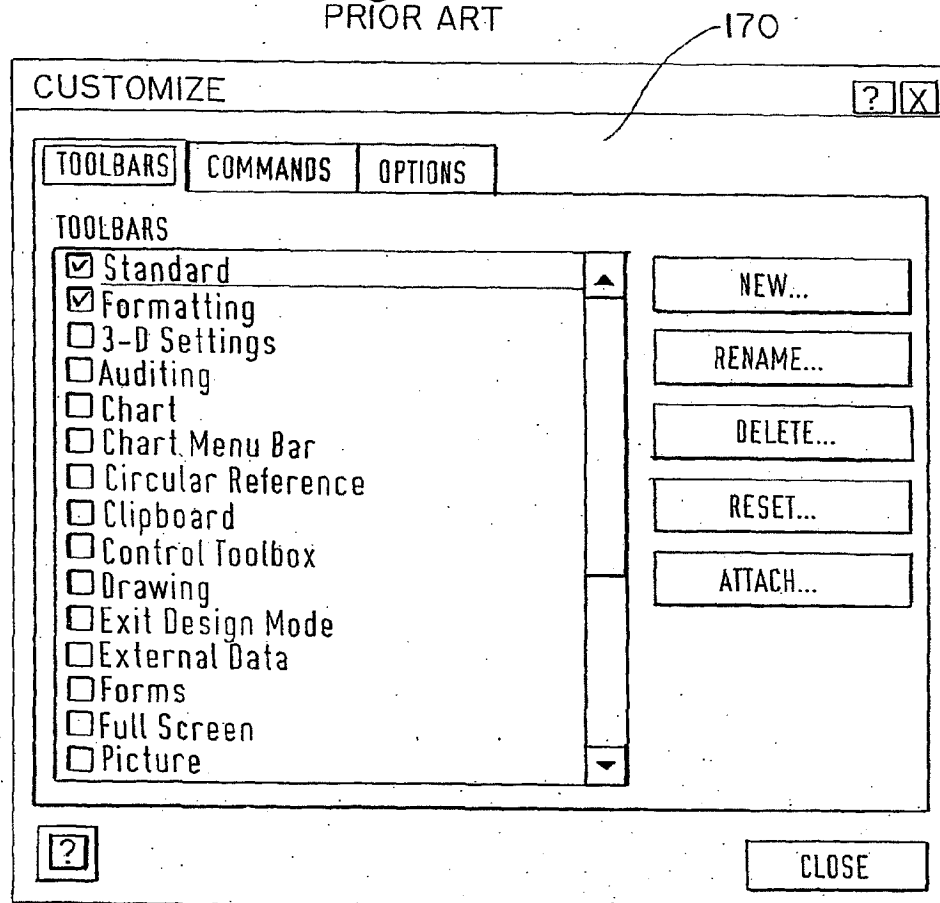 PRIOR ART
170
CUSTOMIZE
? X
TOOLBARS COMMANDS OPTIONS
TOOLBARS
Standard
Formatting
3-D Settings
Auditing
Chart
Chart Menu Bar
Circular Reference
Clipboard
Control Toolbox
Drawing
Exit Design Mode
External Data
Forms
Full Screen
Picture
NEW...
RENAME...
DELETE...
RESET...
ATTACH...
?
CLOSE